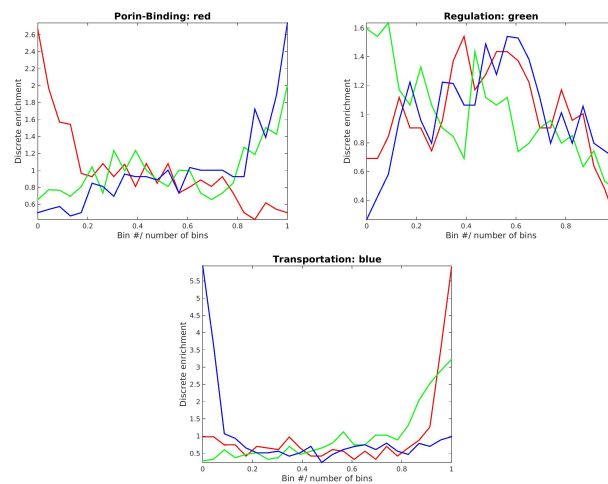 Porin-Binding: red
Discrete enrichment
2.6
2.4
2.2
2
1.8
1.6
1.4
1.2
1
0.8
0.6
0 0.2 0.4 0.6 0.8 1
Bin #/ number of bins
Regulation: green
Discrete enrichment
1.6
1.4
1.2
1
0.8
0.6
0.4
0 0.2 0.4 0.6 0.8
Bin #/ number of bins
Transportation: blue
Discrete enrichment
5.5
5
4.5
4
3.5
3
2.5
2
1.5
1
0.5
0 0.2 0.4 0.6 0.8 1
Bin #/ number of bins